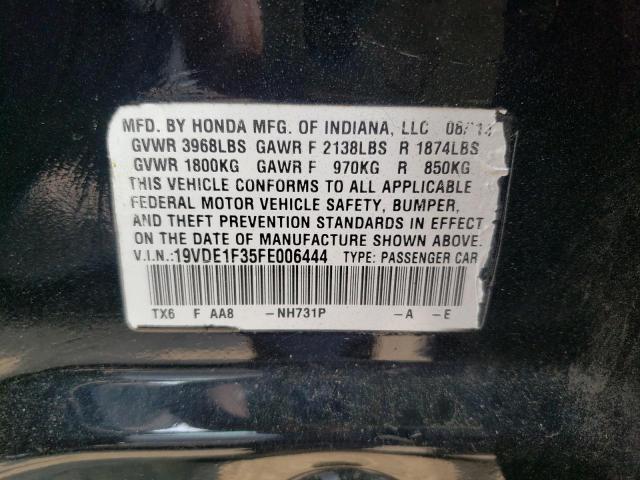 MFD. BY HONDA MFG. OF INDIANA, LLC
GVWR 3968LBS GAWR F 2138LBS R 1874LBS
GVWR 1800KG GAWR F 970KG R 850KG
THIS VEHICLE CONFORMS TO ALL APPLICABLE
FEDERAL MOTOR VEHICLE SAFETY, BUMPER,
AND THEFT PREVENTION STANDARDS IN EFFECT
ON THE DATE OF MANUFACTURE SHOWN ABOVE.
V.I.N.:19VDE1F35FE006444 TYPE: PASSENGER CAR
TX6 F AA8 -NH731P -A -E